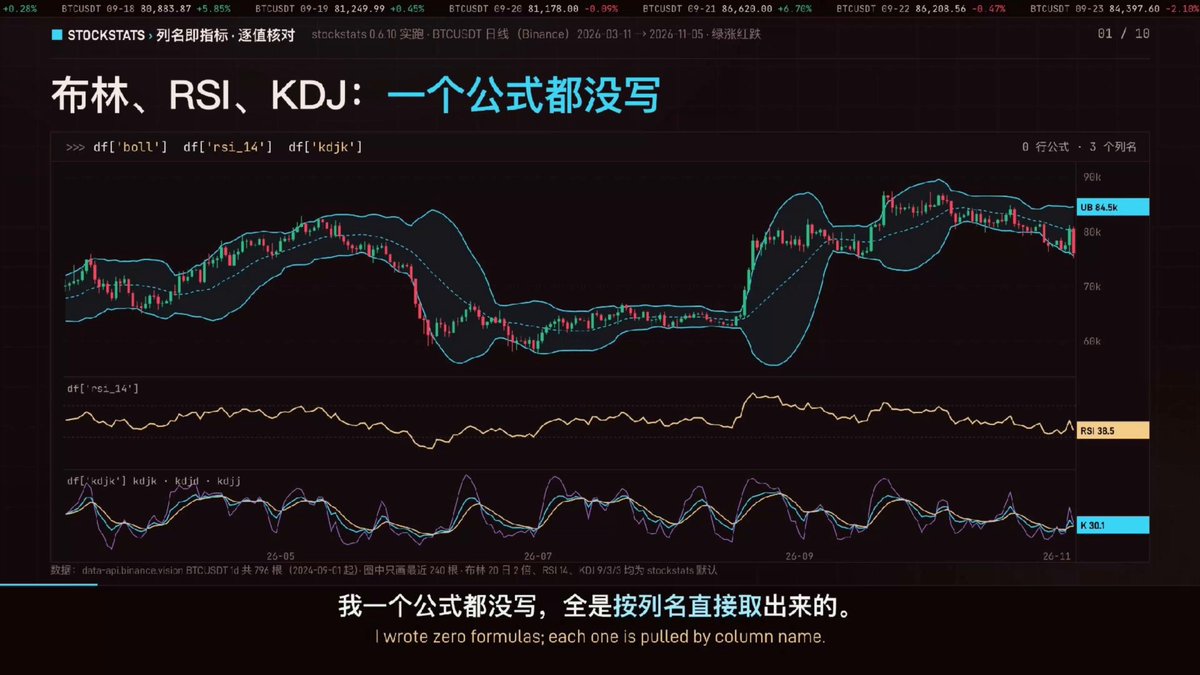 +0.28% BTCUSDT 09-18 80,883.87 +5.85% BTCUSDT 09-19 81,249.99 +0.45% BTCUSDT 09-20 81,178.00 -0.09% BTCUSDT 09-21 86,620.00 +6.70% BTCUSDT 09-22 86,208.56 -0.47% BTCUSDT 09-23 84,397.60 -2.10%
STOCKSTATS › 列名即指标 · 逐值核对 stockstats 0.6.10 实跑 · BTCUSDT 日线 (Binance) 2026-03-11 → 2026-11-05 · 绿涨红跌 01 / 10
布林、RSI、KDJ：一个公式都没写
>>> df['boll'] df['rsi_14'] df['kdjk'] 0 行公式 · 3 个列名
90k
UB 84.5k
80k
70k
60k
df['rsi_14']
RSI 38.5
df['kdjk'] kdjk · kdjd · kdjj
K 30.1
26-05 26-07 26-09 26-11
数据: data-api.binance.vision BTCUSDT 1d 共 796 根 (2024-09-01 起) · 图中只画最近 240 根 · 布林 20 日 2 倍、RSI 14、KDJ 9/3/3 均为 stockstats 默认
我一个公式都没写，全是按列名直接取出来的。
I wrote zero formulas; each one is pulled by column name.